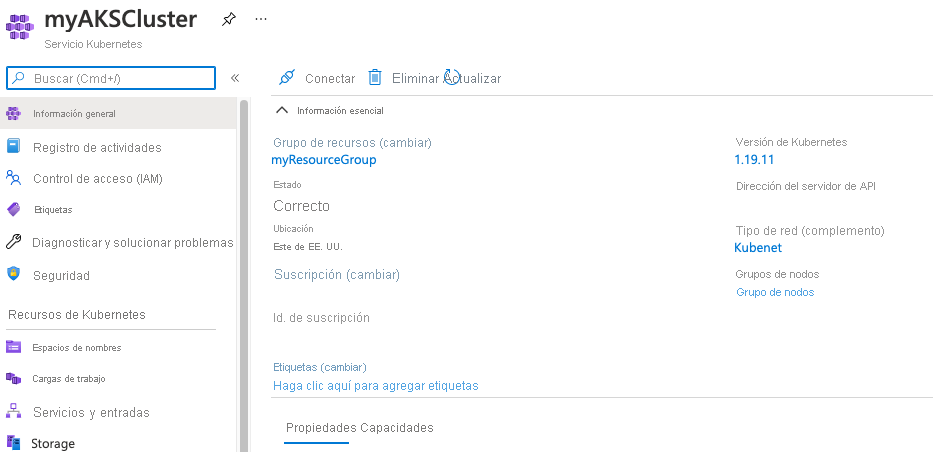 myAKSCluster
Servicio Kubernetes
Buscar (Cmd+/)
«
Información general
Registro de actividades
Control de acceso (IAM)
Etiquetas
Diagnosticar y solucionar problemas
Seguridad
Recursos de Kubernetes
Espacios de nombres
Cargas de trabajo
Servicios y entradas
Storage
Conectar Eliminar Actualizar
Información esencial
Grupo de recursos (cambiar)
myResourceGroup
Estado
Correcto
Ubicación
Este de EE. UU.
Suscripción (cambiar)
Id. de suscripción
Etiquetas (cambiar)
Haga clic aquí para agregar etiquetas
Versión de Kubernetes
1.19.11
Dirección del servidor de API
Tipo de red (complemento)
Kubenet
Grupos de nodos
Grupo de nodos
Propiedades Capacidades